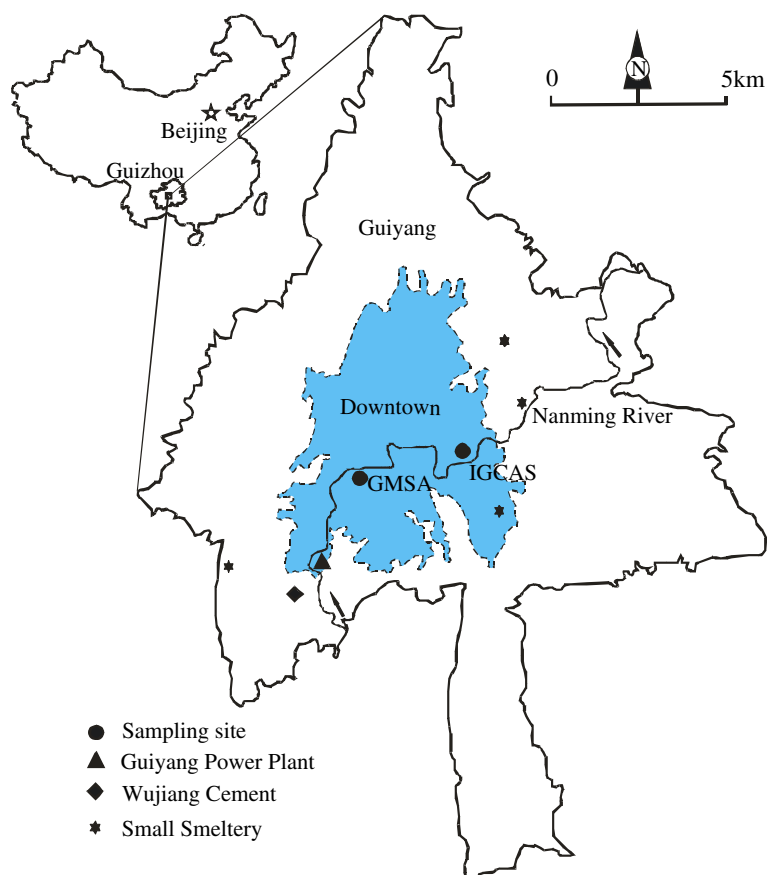 N
0 5km
Beijing
Guizhou
Guiyang
Downtown
Nanming River
IGCAS
GMSA
Sampling site
Guiyang Power Plant
Wujiang Cement
Small Smeltery